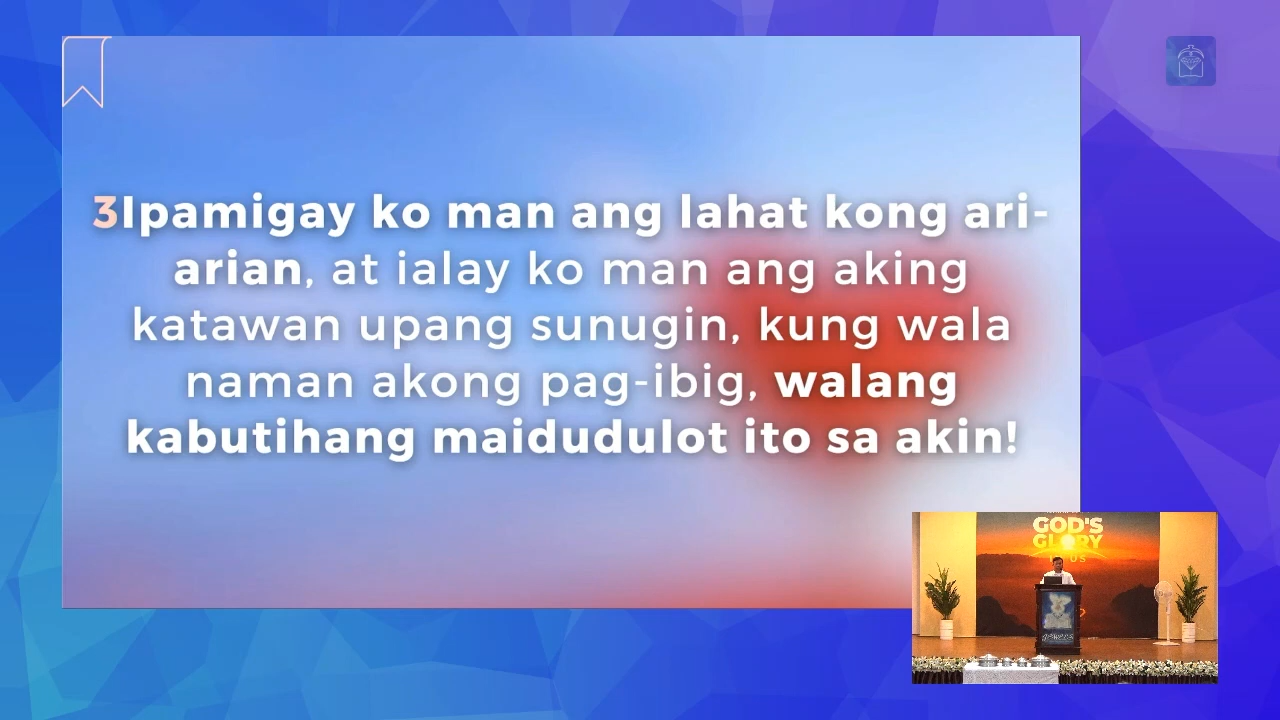 3Ipamigay ko man ang lahat kong ari-
arian, at ialay ko man ang aking
katawan upang sunugin, kung wala
naman akong pag-ibig, walang
kabutihang maidudulot ito sa akin!
GOD'S
GLORY
US